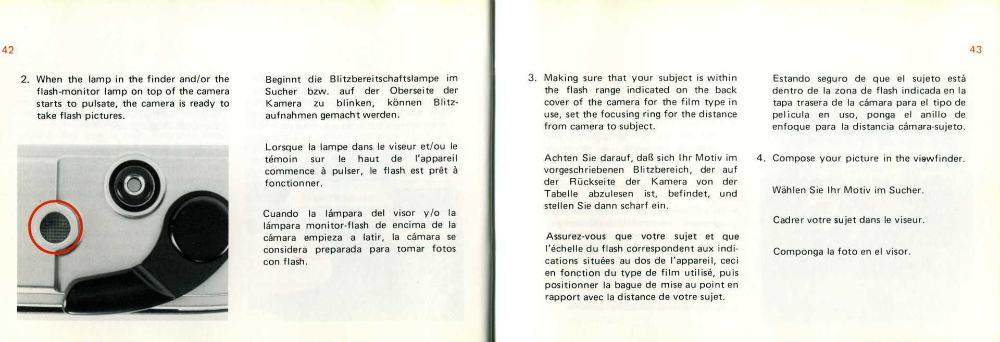 42
2. When the lamp in the finder and/or the
flash-monitor lamp on top of the camera
starts to pulsate, the camera is ready to
take flash pictures.
Beginnt die Blitzbereitschaftslampe im
Sucher bzw. auf der Oberseite der
Kamera zu blinken, können Blitz-
aufnahmen gemacht werden.
Lorsque la lampe dans le viseur et/ou le
témoin sur le haut de l'appareil
commence à pulser, le flash est prêt à
fonctionner.
Cuando la lámpara del visor y/o la
lámpara monitor-flash de encima de la
cámara empieza a latir, la cámara se
considera preparada para tomar fotos
con flash.
43
3. Making sure that your subject is within
the flash range indicated on the back
cover of the camera for the film type in
use, set the focusing ring for the distance
from camera to subject.
Achten Sie darauf, daß sich Ihr Motiv im
vorgeschriebenen Blitzbereich, der auf
der Rückseite der Kamera von der
Tabelle abzulesen ist, befindet, und
stellen Sie dann scharf ein.
Assurez-vous que votre sujet et que
l'échelle du flash correspondent aux indi-
cations situées au dos de l'appareil, ceci
en fonction du type de film utilisé, puis
positionner la bague de mise au point en
rapport avec la distance de votre sujet.
Estando seguro de que el sujeto está
dentro de la zona de flash indicada en la
tapa trasera de la cámara para el tipo de
película en uso, ponga el anillo de
enfoque para la distancia cámara-sujeto.
4. Compose your picture in the viewfinder.
Wählen Sie Ihr Motiv im Sucher.
Cadrer votre sujet dans le viseur.
Componga la foto en el visor.